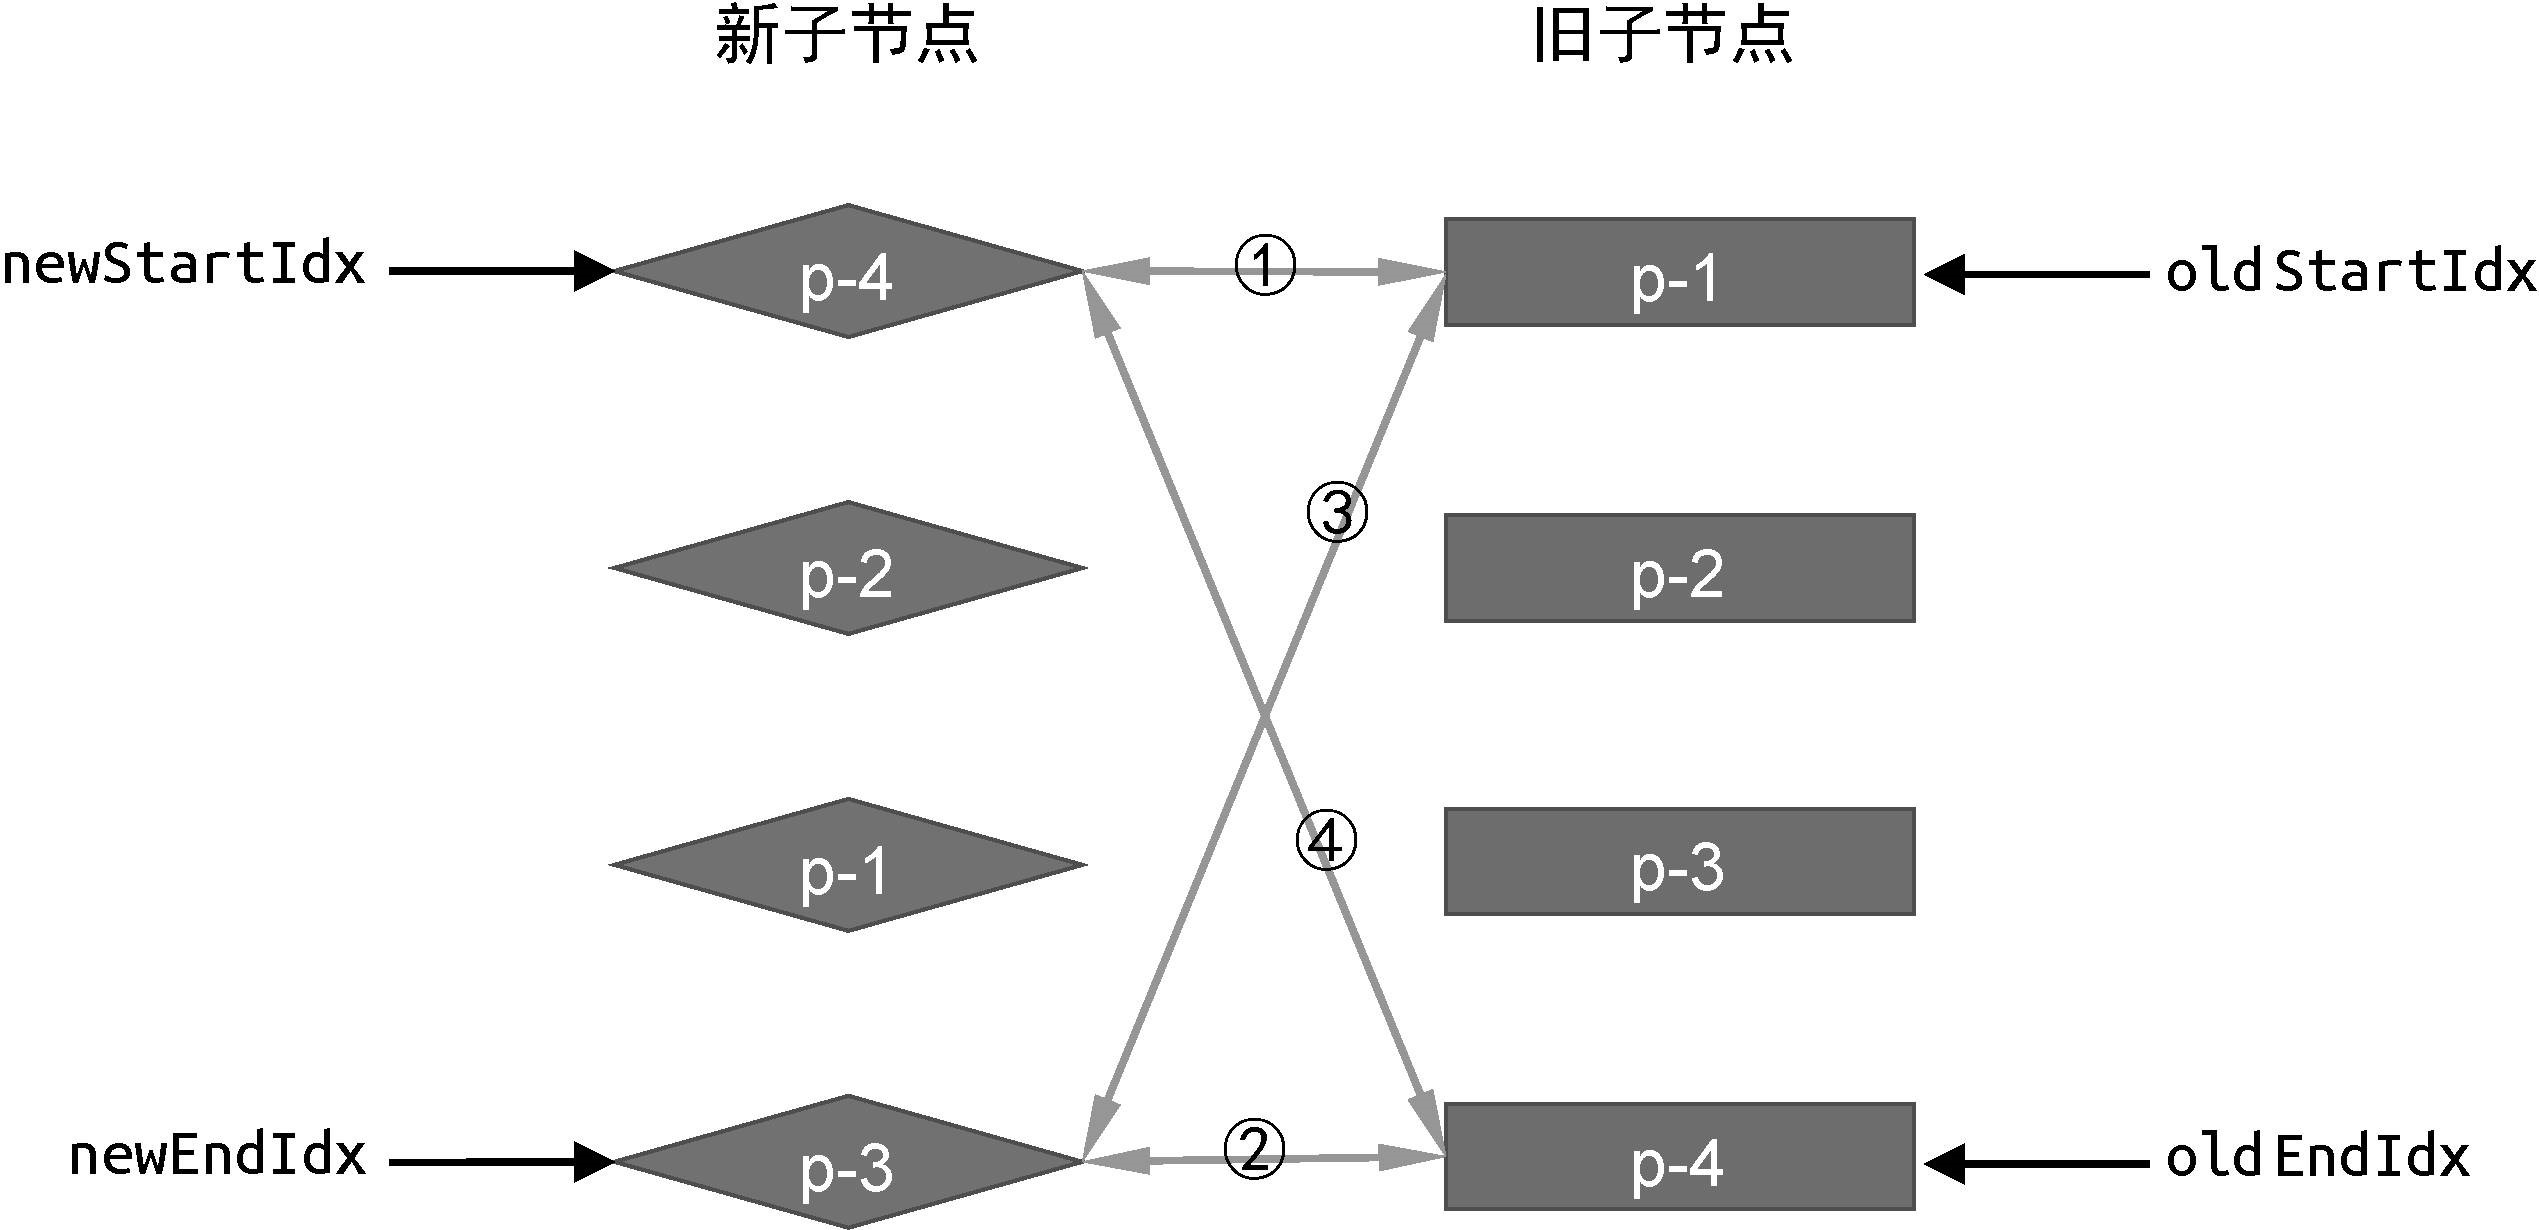 新子节点 旧子节点
newStartIdx p-4 ① p-1 oldStartIdx
③
p-2 p-2
④
p-1 p-3
newEndIdx p-3 ② p-4 oldEndIdx